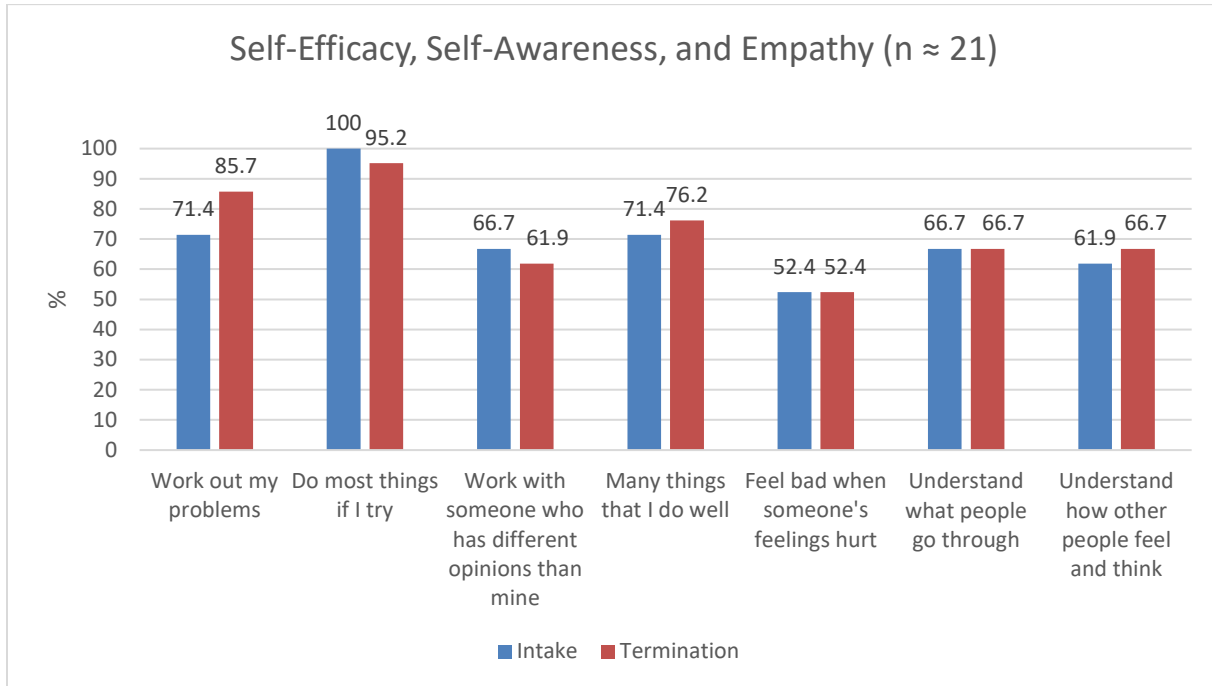 Self-Efficacy, Self-Awareness, and Empathy (n ≈ 21)
%
100
90
80
70
60
50
40
30
20
10
0
71.4
85.7
100
95.2
66.7
61.9
71.4
76.2
52.4
52.4
66.7
66.7
61.9
66.7
Work out my
problems
Do most things
if I try
Work with
someone who
has different
opinions than
mine
Many things
that I do well
Feel bad when
someone's
feelings hurt
Understand
what people
go through
Understand
how other
people feel
and think
Intake
Termination